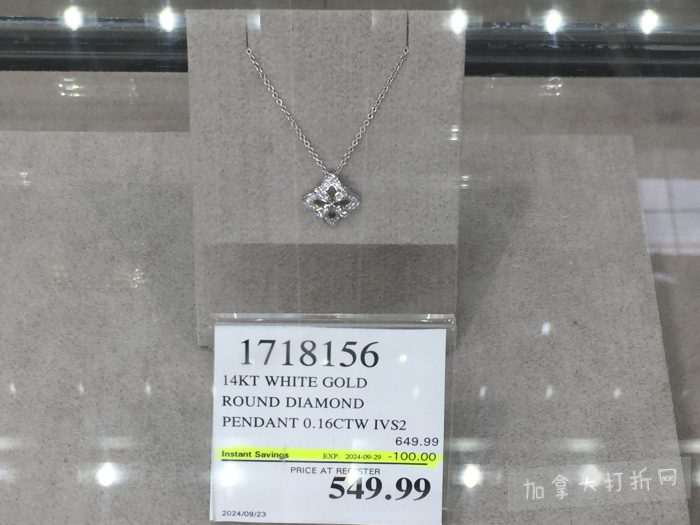 1718156
14KT WHITE GOLD
ROUND DIAMOND
PENDANT 0.16CTW IVS2
649.99
Instant Savings EXP. 2024-09-29 -100.00
PRICE AT REGISTER
549.99
2024/09/23
加拿大打折网